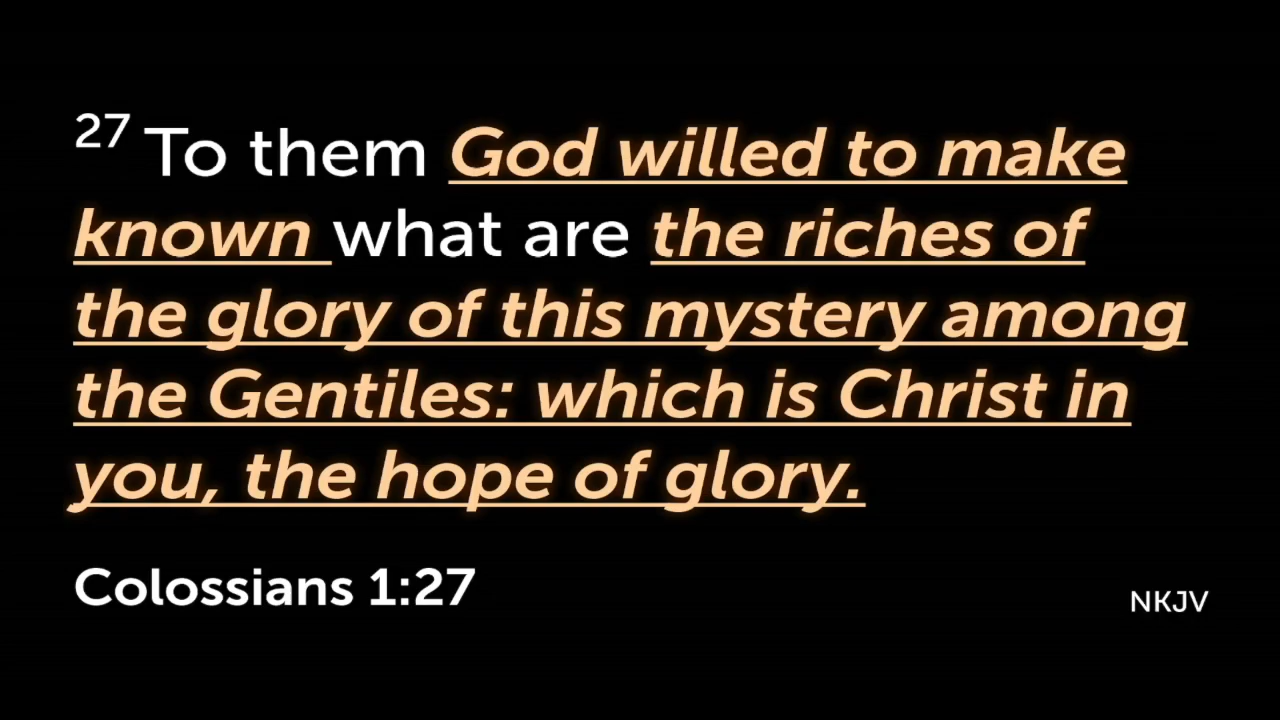 27 To them God willed to make
known what are the riches of
the glory of this mystery among
the Gentiles: which is Christ in
you, the hope of glory.
Colossians 1:27
NKJV